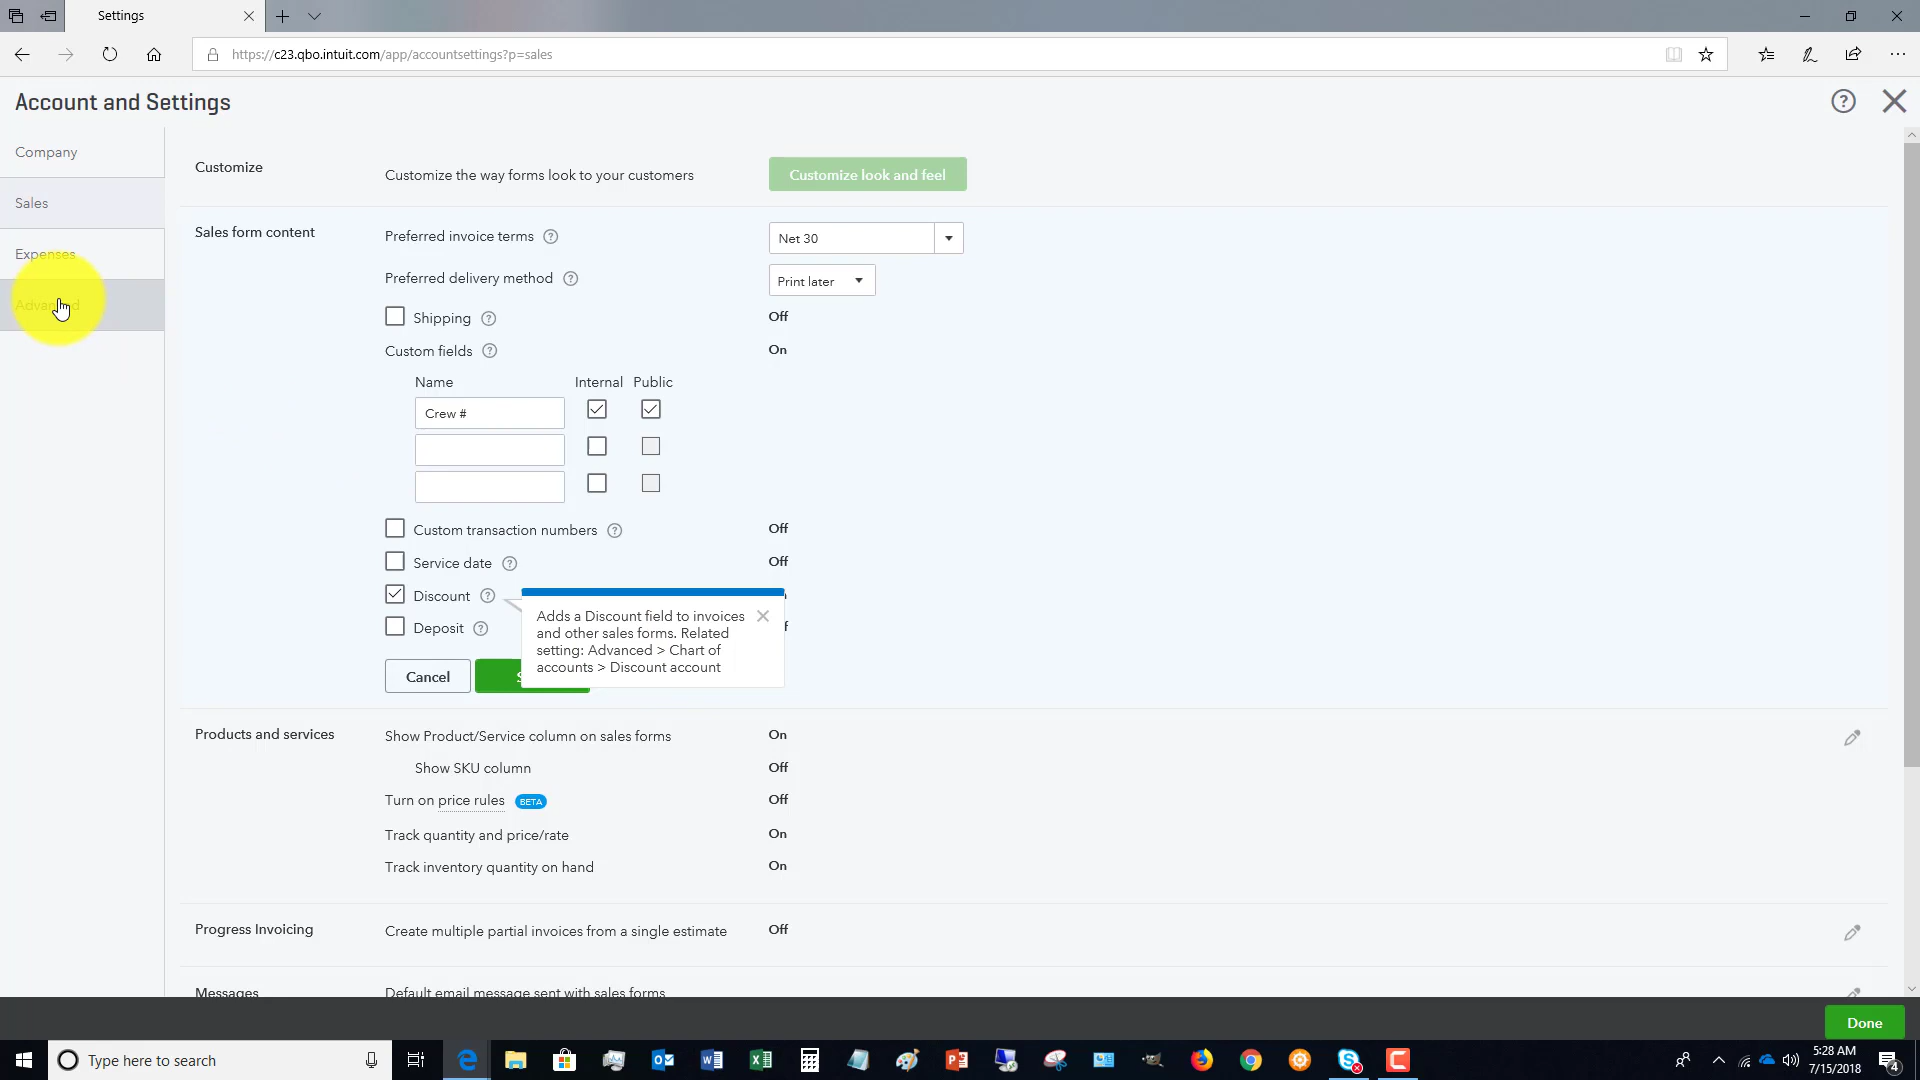 Settings
https://c23.qbo.intuit.com/app/accountsettings?p=sales
Account and Settings
Company
Sales
Expenses
Advanced
Customize
Customize the way forms look to your customers
Customize look and feel
Sales form content
Preferred invoice terms
Net 30
Preferred delivery method
Print later
Shipping
Off
Custom fields
On
Name Internal Public
Crew #
Custom transaction numbers
Off
Service date
Off
Discount
Deposit
Adds a Discount field to invoices
and other sales forms. Related
setting: Advanced > Chart of
accounts > Discount account
Cancel
Products and services
Show Product/Service column on sales forms
On
Show SKU column
Off
Turn on price rules BETA
Off
Track quantity and price/rate
On
Track inventory quantity on hand
On
Progress Invoicing
Create multiple partial invoices from a single estimate
Off
Messages
Default email message sent with sales forms
Done
Type here to search
5:28 AM
7/15/2018
4